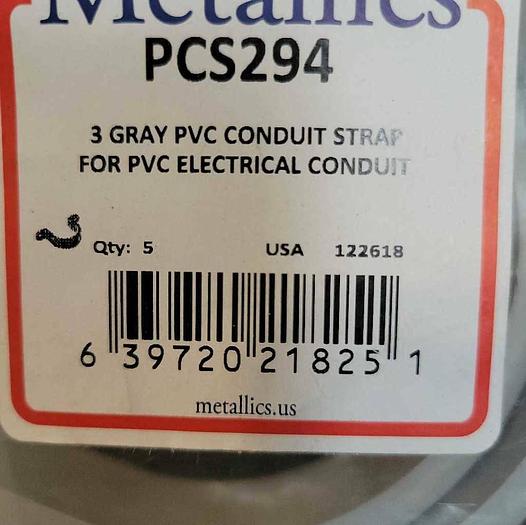 Metallics
PCS294
3 GRAY PVC CONDUIT STRAP
FOR PVC ELECTRICAL CONDUIT
Qty: 5 USA 122618
6 39720 21825 1
metallics.us